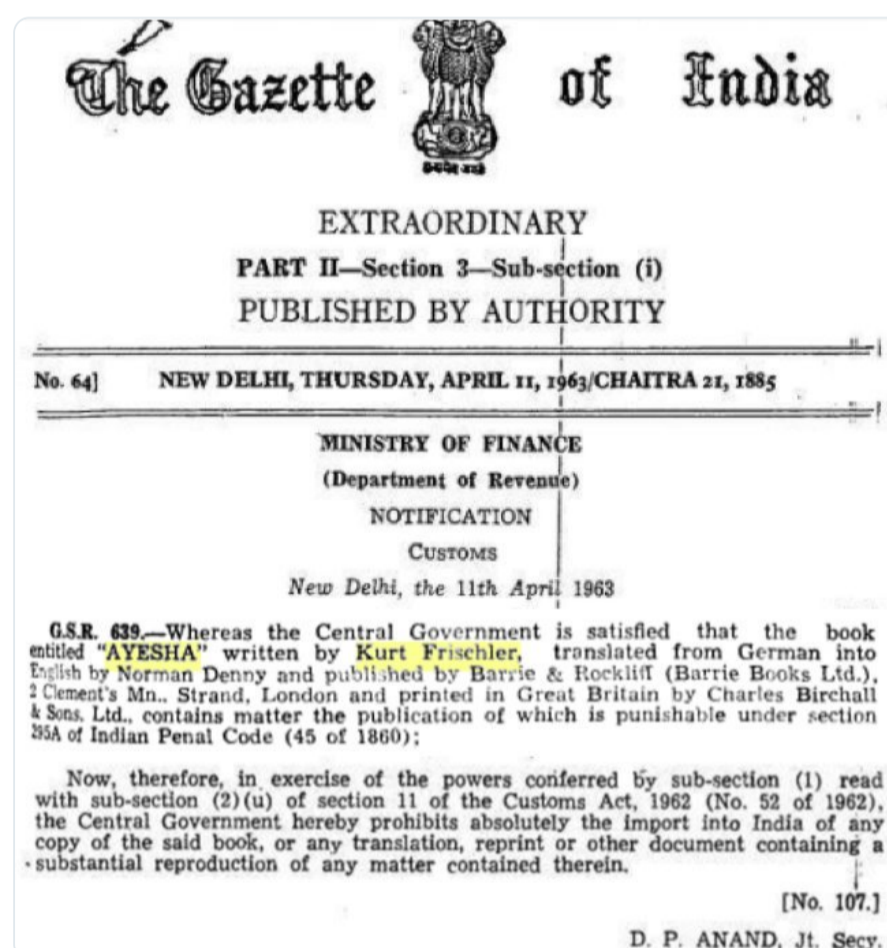 The Gazette of India
EXTRAORDINARY
PART II—Section 3—Sub-section (i)
PUBLISHED BY AUTHORITY
No. 64] NEW DELHI, THURSDAY, APRIL 11, 1963/CHAITRA 21, 1885
MINISTRY OF FINANCE
(Department of Revenue)
NOTIFICATION
CUSTOMS
New Delhi, the 11th April 1963
G.S.R. 639.—Whereas the Central Government is satisfied that the book
entitled "AYESHA" written by Kurt Frischler, translated from German into
English by Norman Denny and published by Barrie & Rockliff (Barrie Books Ltd.),
2 Clement's Mn., Strand, London and printed in Great Britain by Charles Birchall
& Sons, Ltd., contains matter the publication of which is punishable under section
295A of Indian Penal Code (45 of 1860);
Now, therefore, in exercise of the powers conferred by sub-section (1) read
with sub-section (2)(u) of section 11 of the Customs Act, 1962 (No. 52 of 1962),
the Central Government hereby prohibits absolutely the import into India of any
copy of the said book, or any translation, reprint or other document containing a
substantial reproduction of any matter contained therein.
[No. 107.]
D. P. ANAND, Jt. Secy.